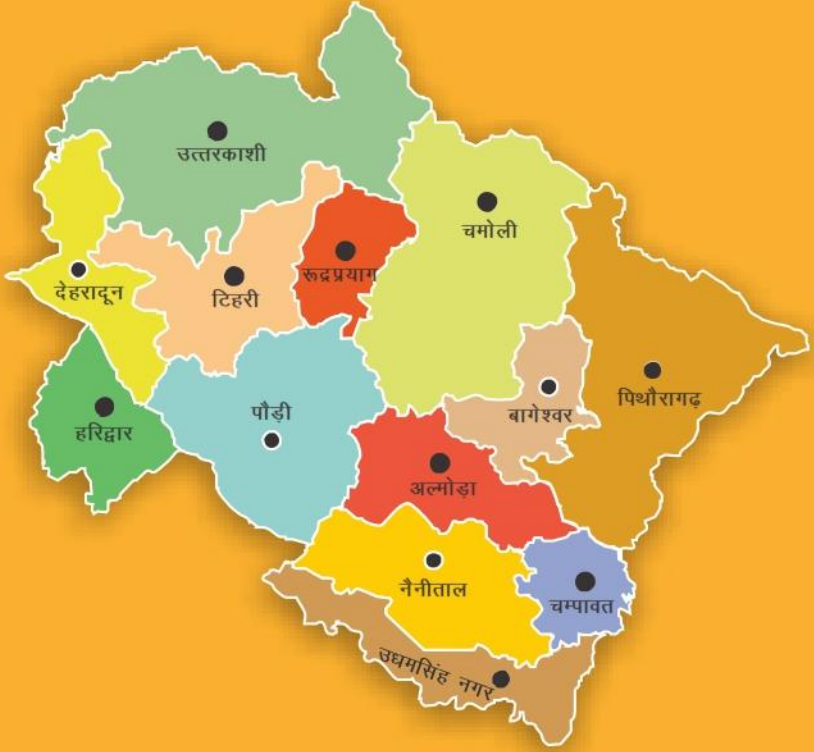 उत्तरकाशी
चमोली
रूद्रप्रयाग
देहरादून
टिहरी
पिथौरागढ़
बागेश्वर
पौड़ी
हरिद्वार
अल्मोड़ा
नैनीताल
चम्पावत
उधमसिंह नगर